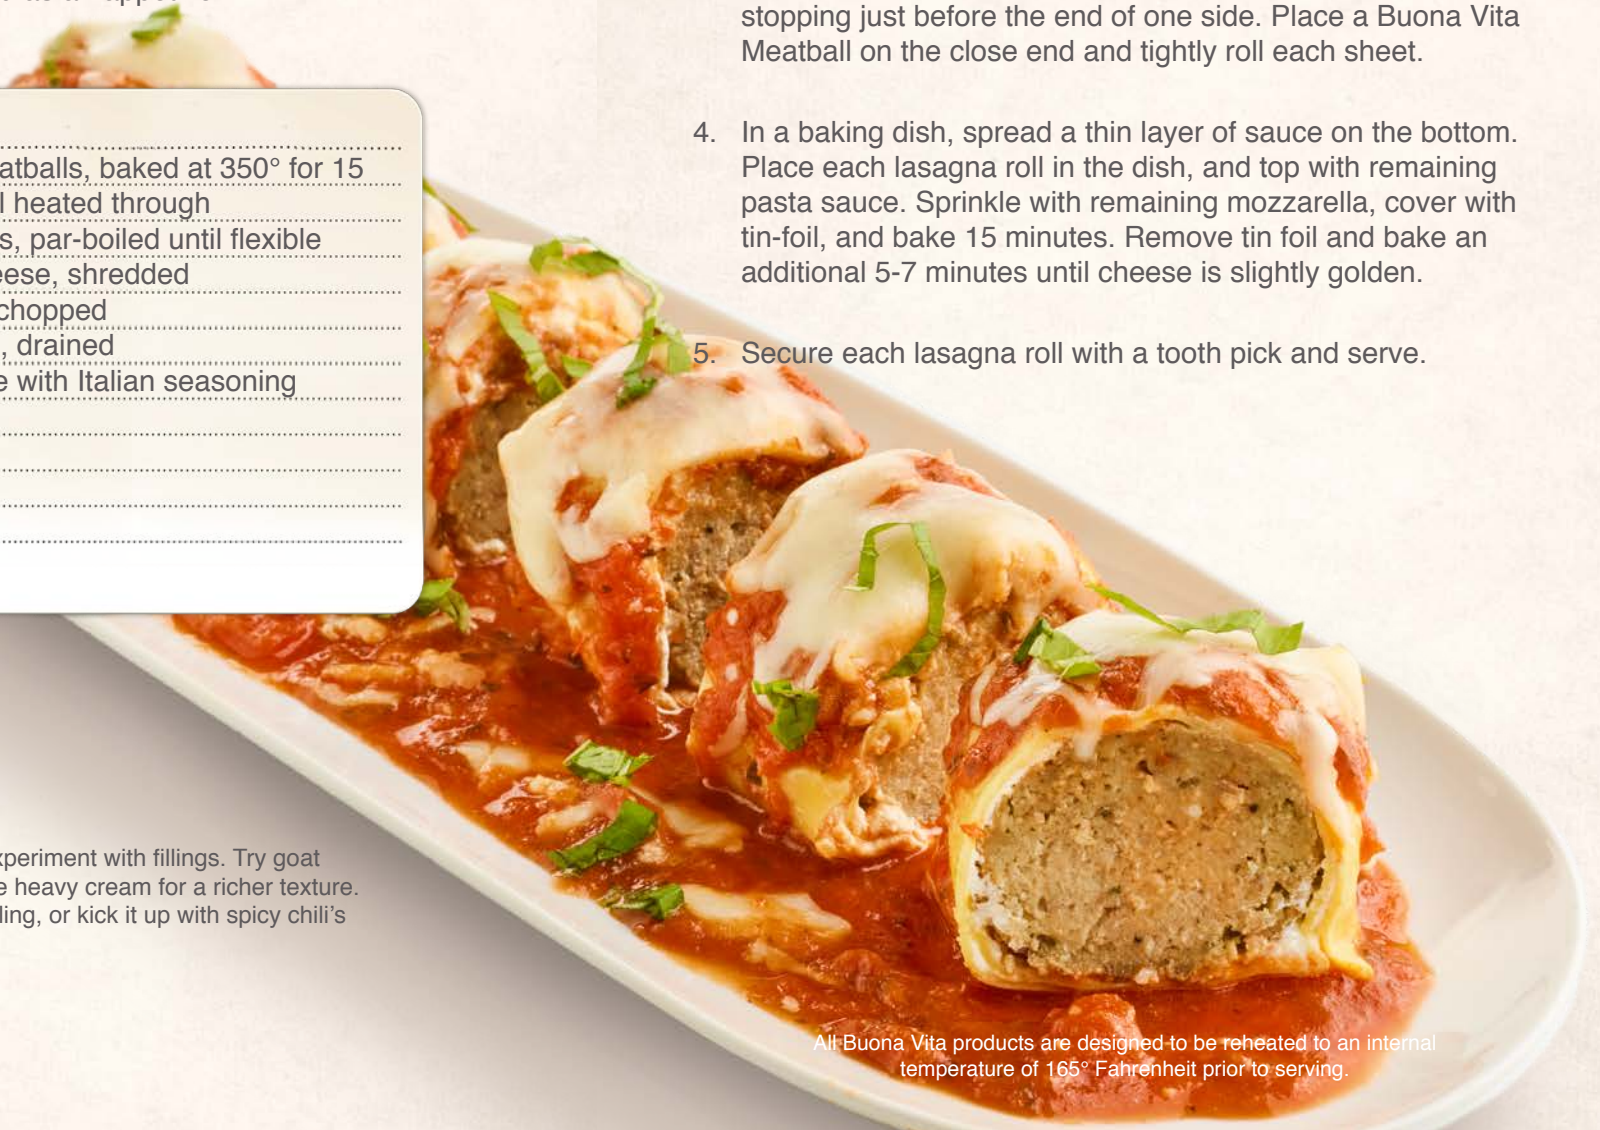 stopping just before the end of one side. Place a Buona Vita
Meatball on the close end and tightly roll each sheet.
4. In a baking dish, spread a thin layer of sauce on the bottom.
Place each lasagna roll in the dish, and top with remaining
pasta sauce. Sprinkle with remaining mozzarella, cover with
tin-foil, and bake 15 minutes. Remove tin foil and bake an
additional 5-7 minutes until cheese is slightly golden.
5. Secure each lasagna roll with a tooth pick and serve.
atballs, baked at 350° for 15
l heated through
s, par-boiled until flexible
eese, shredded
chopped
, drained
e with Italian seasoning
xperiment with fillings. Try goat
e heavy cream for a richer texture.
ling, or kick it up with spicy chili's
All Buona Vita products are designed to be reheated to an internal
temperature of 165° Fahrenheit prior to serving.